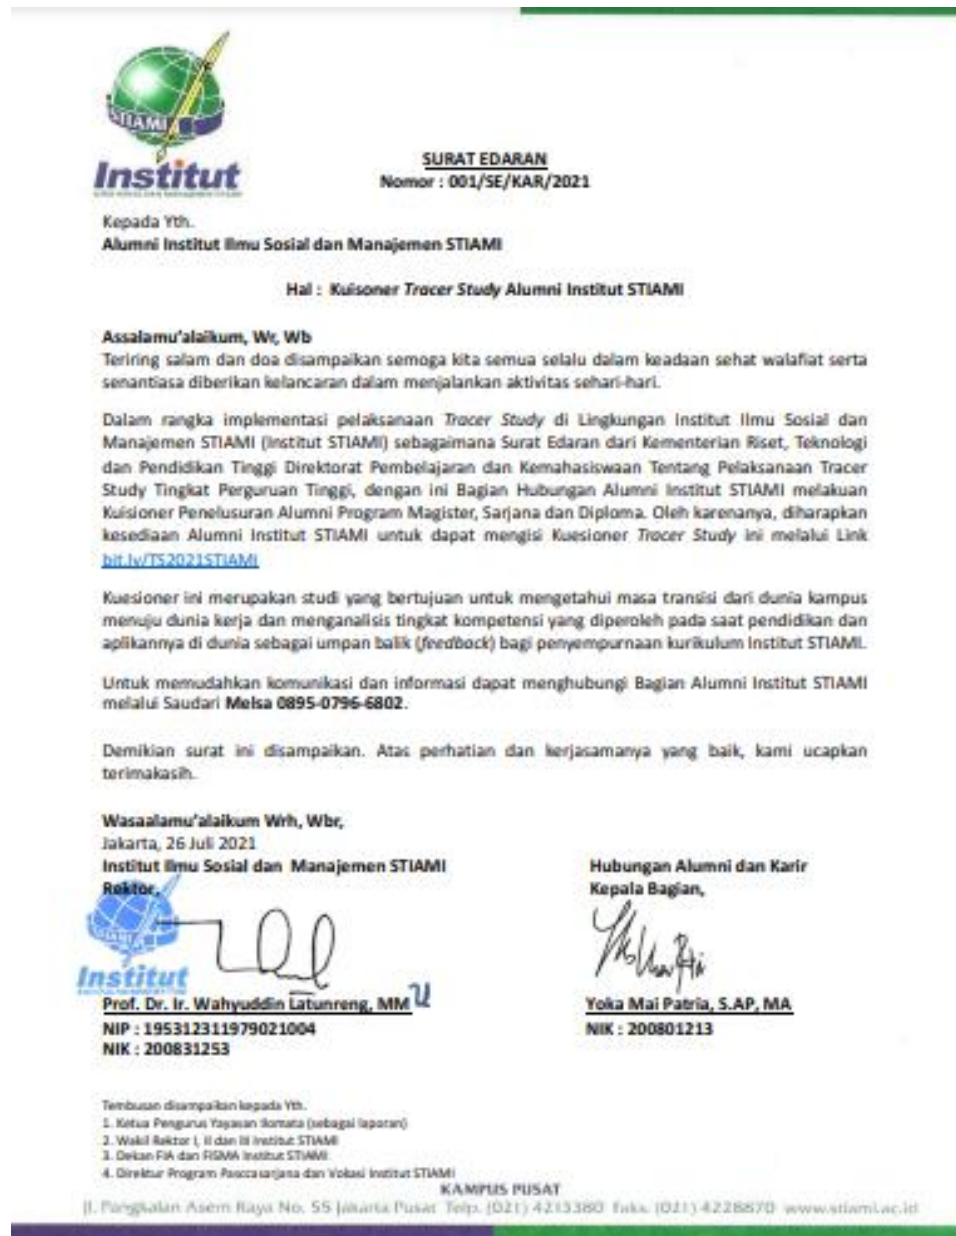 STIAMI
Institut
SURAT EDARAN
Nomor : 001/SE/KAR/2021
Kepada Yth.
Alumni Institut Ilmu Sosial dan Manajemen STIAMI
Hal : Kuisoner Tracer Study Alumni Institut STIAMI
Assalamu'alaikum, Wr, Wb
Teriring salam dan doa disampaikan semoga kita semua selalu dalam keadaan sehat walafiat serta
senantiasa diberikan kelancaran dalam menjalankan aktivitas sehari-hari.
Dalam rangka implementasi pelaksanaan Tracer Study di Lingkungan Institut Ilmu Sosial dan
Manajemen STIAMI (Institut STIAMI) sebagaimana Surat Edaran dari Kementerian Riset, Teknologi
dan Pendidikan Tinggi Direktorat Pembelajaran dan Kemahasiswaan Tentang Pelaksanaan Tracer
Study Tingkat Perguruan Tinggi, dengan ini Bagian Hubungan Alumni Institut STIAMI melakuan
Kuisioner Penelusuran Alumni Program Magister, Sarjana dan Diploma. Oleh karenanya, diharapkan
kesediaan Alumni Institut STIAMI untuk dapat mengisi Kuesioner Tracer Study ini melalui Link
bit.ly/TS2021STIAMI
Kuesioner ini merupakan studi yang bertujuan untuk mengetahui masa transisi dari dunia kampus
menuju dunia kerja dan menganalisis tingkat kompetensi yang diperoleh pada saat pendidikan dan
aplikannya di dunia sebagai umpan balik (feedback) bagi penyempurnaan kurikulum Institut STIAMI.
Untuk memudahkan komunikasi dan informasi dapat menghubungi Bagian Alumni Institut STIAMI
melalui Saudari Melsa 0895-0796-6802.
Demikian surat ini disampaikan. Atas perhatian dan kerjasamanya yang baik, kami ucapkan
terimakasih.
Wasaalamu'alaikum Wrh, Wbr,
Jakarta, 26 Juli 2021
Institut Ilmu Sosial dan Manajemen STIAMI
Rektor,
STIAMI
Institut
Prof. Dr. Ir. Wahyuddin Latunreng, MM
NIP : 195312311979021004
NIK : 200831253
Hubungan Alumni dan Karir
Kepala Bagian,
Yoka Mai Patria, S.AP, MA
NIK : 200801213
Tembusan disampaikan kepada Yth.
1. Ketua Pengurus Yayasan Ilomata (sebagai laporan)
2. Wakil Rektor I, II dan III Institut STIAMI
3. Dekan FIA dan FISMA Institut STIAMI
4. Direktur Program Pasccasarjana dan Vokasi Institut STIAMI
KAMPUS PUSAT
Jl. Pangkalan Asem Raya No. 55 Jakarta Pusat Telp. (021) 4213380 Faks. (021) 4228870 www.stiami.ac.id